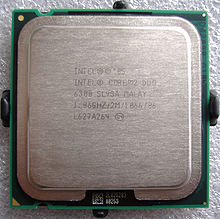 INTEL Ⓜ Ⓒ '05
INTEL® CORE™2 DUO
6300 SL9SA MALAY
1.86GHZ/2M/1066/06
L627A264